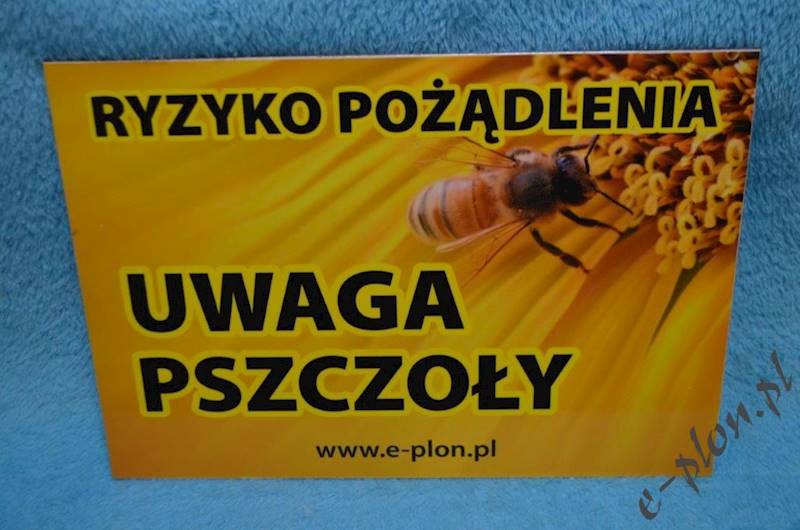 RYZYKO POŻĄDLENIA
UWAGA
PSZCZOŁY
www.e-plon.pl
e-plon.pl